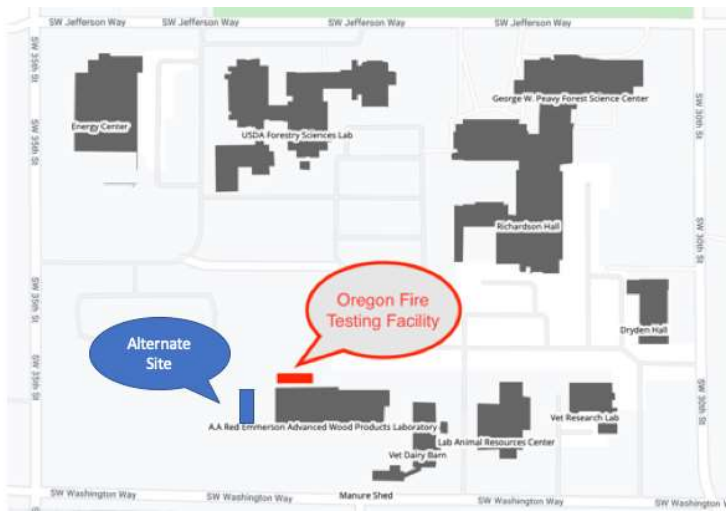 SW Jefferson Way
SW Jefferson Way
SW Jefferson Way
SW Jefferson Way
SW 35th St
SW 30th St
George W. Peavy Forest Science Center
Energy Center
SW 35th St
USDA Forestry Sciences Lab
SW 30th St
Richardson Hall
SW 35th St
SW 30th St
Oregon Fire
Testing Facility
Dryden Hall
Alternate
Site
SW 35th St
SW 30th St
Vet Research Lab
A.A Red Emmerson Advanced Wood Products Laboratory
Lab Animal Resources Center
Vet Dairy Barn
Manure Shed
SW Washington Way
SW Washington Way
SW Washington Way
SW Washington Way